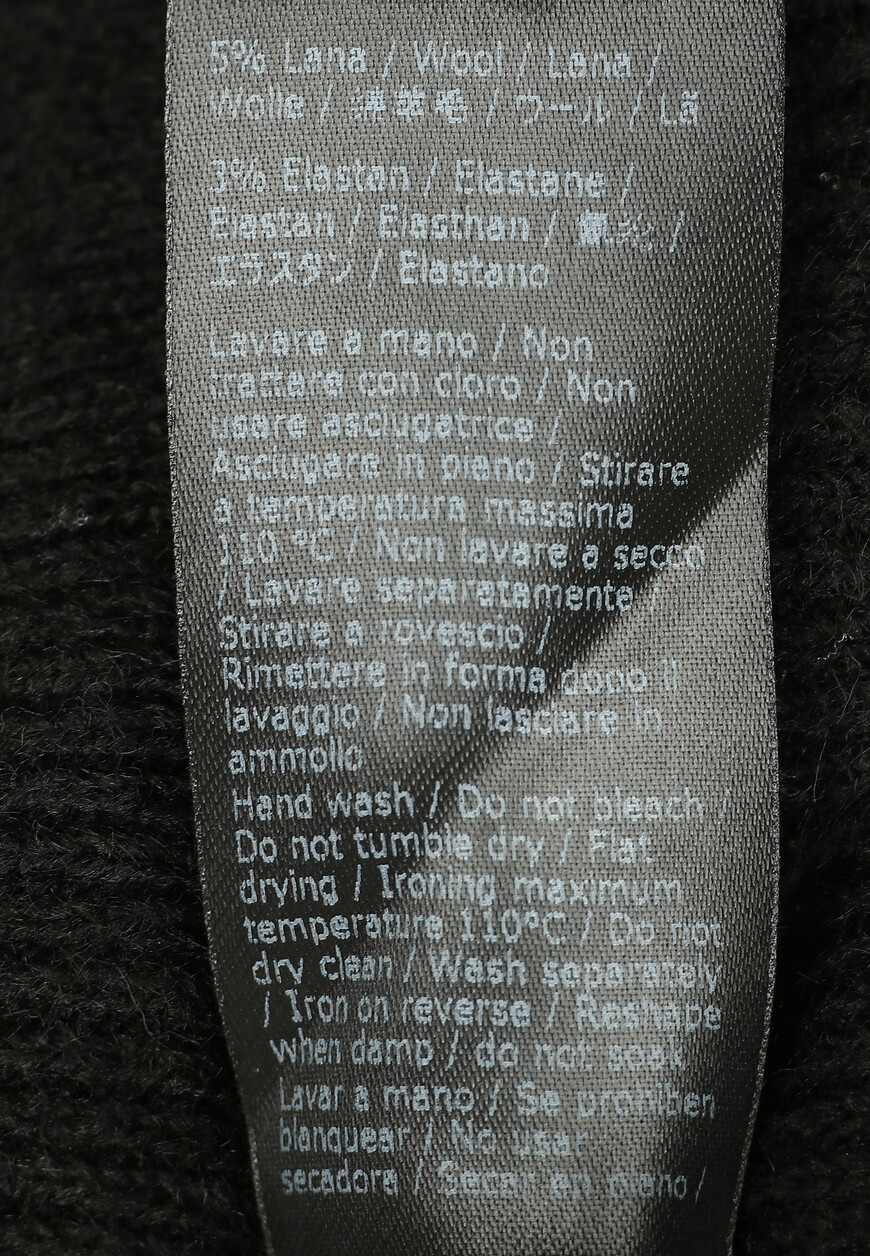 5% Lana / Wool / Lana /
Wolle / 澳羊毛 / ウール / Lã
3% Elastan / Elastane /
Elastan / Elasthan / /
エラスタン / Elastano
Lavare a mano / Non
trattare con cloro / Non
usare asciugatrice /
Asciugare in piano / Stirare
a temperatura massima
110 °C / Non lavare a secco
/ Lavare separatamente /
Stirare a rovescio /
Rimettere in forma dopo il
lavaggio / Non lasciare in
ammollo
Hand wash / Do not bleach /
Do not tumble dry / Flat
drying / Ironing maximum
temperature 110°C / Do not
dry clean / Wash separately
/ Iron on reverse / Reshape
when damp / do not soak
Lavar a mano / Se prohiben
blanquear / No usar
secadora / Secar en plano /